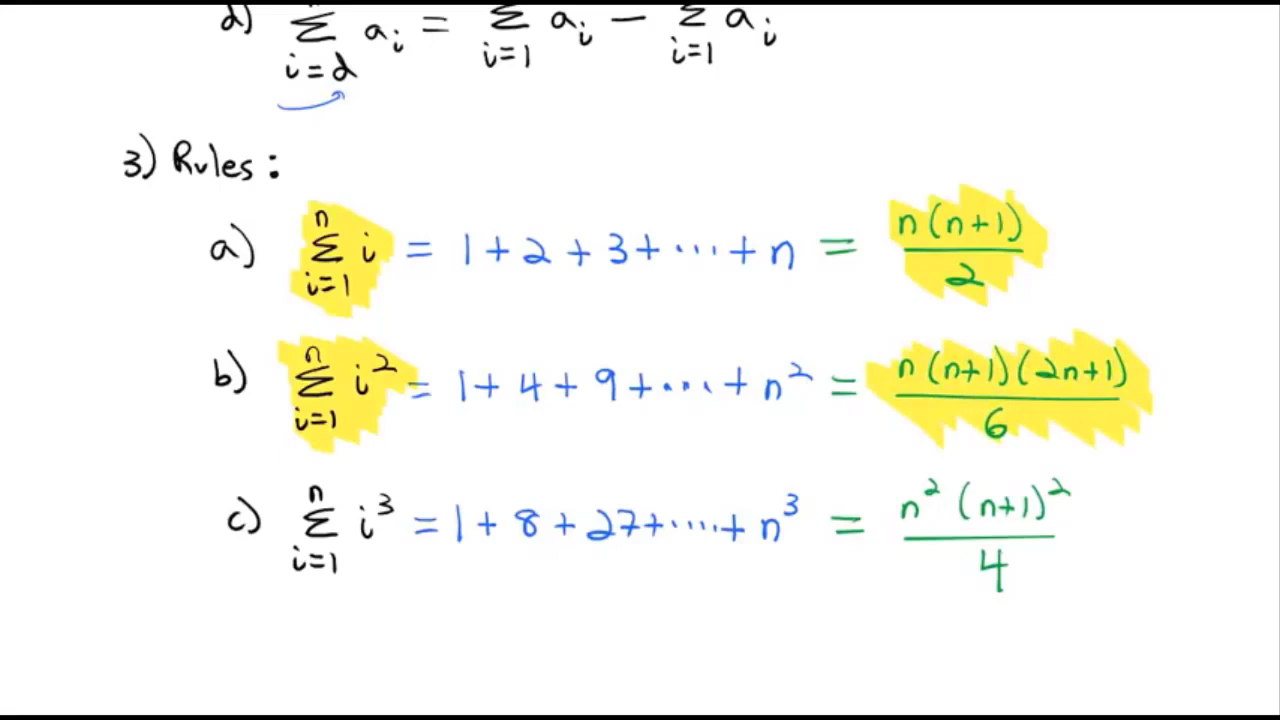 d) Σ_{i=2} a_i = Σ_{i=1} a_i − Σ_{i=1} a_i
3) Rules:
a) Σ_{i=1}^{n} i = 1 + 2 + 3 + ... + n = n(n+1)/2
b) Σ_{i=1}^{n} i² = 1 + 4 + 9 + .... + n² = n(n+1)(2n+1)/6
c) Σ_{i=1}^{n} i³ = 1 + 8 + 27 + .... + n³ = n²(n+1)²/4